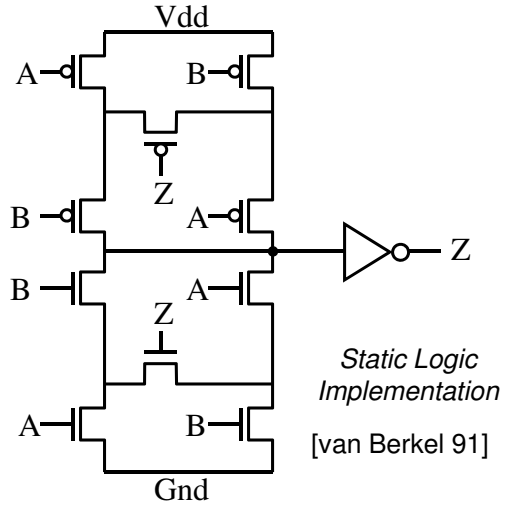 Vdd
A
B
Z
B
A
Z
B
A
Z
A
B
Gnd
Static Logic
Implementation
[van Berkel 91]